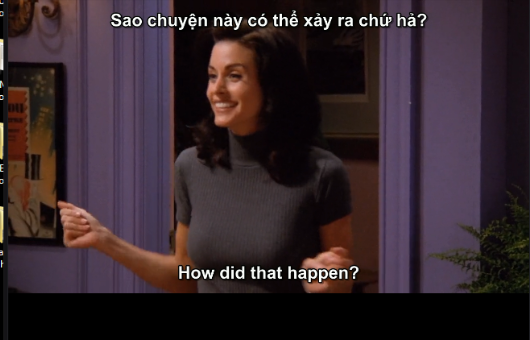 Sao chuyện này có thể xảy ra chứ hả?
How did that happen?